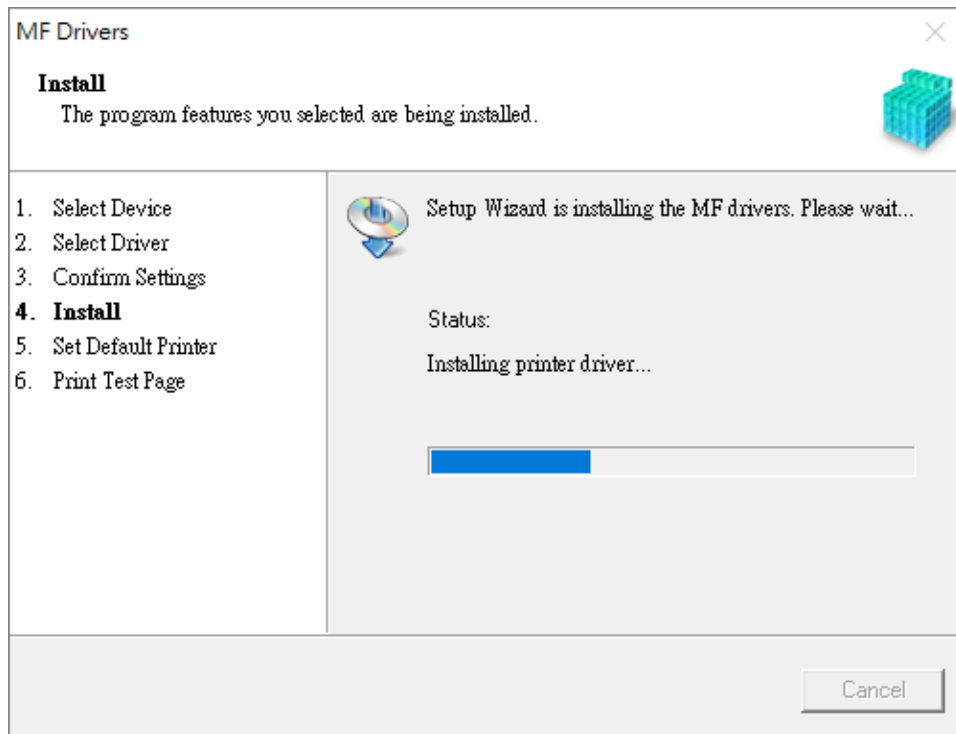 MF Drivers
Install
The program features you selected are being installed.
1. Select Device
2. Select Driver
3. Confirm Settings
4. Install
5. Set Default Printer
6. Print Test Page
Setup Wizard is installing the MF drivers. Please wait...
Status:
Installing printer driver...
Cancel